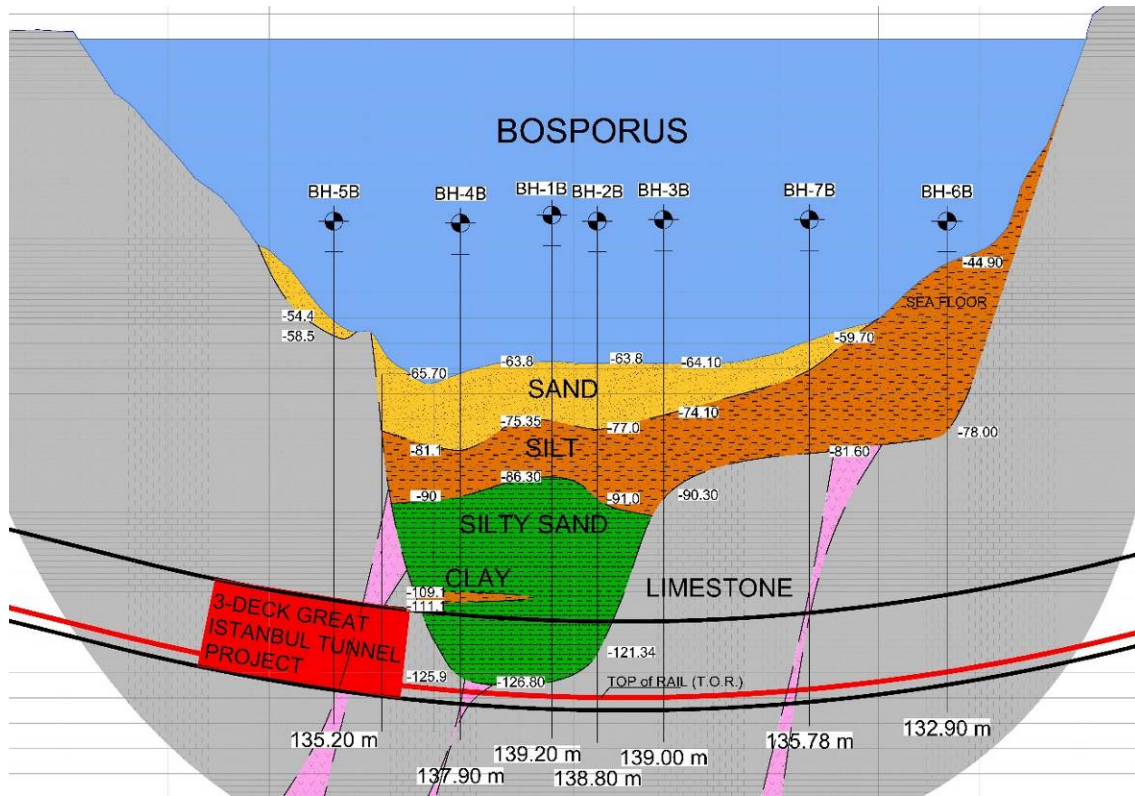 BOSPORUS
BH-5B
BH-4B
BH-1B
BH-2B
BH-3B
BH-7B
BH-6B
-44.90
SEA FLOOR
-54.4
-58.5
-59.70
-65.70
-63.8
-63.8
-64.10
SAND
-74.10
-75.35
-77.0
-78.00
-81.1
SILT
-81.60
-86.30
-90
-91.0
-90.30
SILTY SAND
CLAY
LIMESTONE
-109.1
-111.1
3-DECK GREAT
ISTANBUL TUNNEL
PROJECT
-121.34
-125.9
-126.80
TOP of RAIL (T.O.R.)
135.20 m
137.90 m
139.20 m
138.80 m
139.00 m
135.78 m
132.90 m